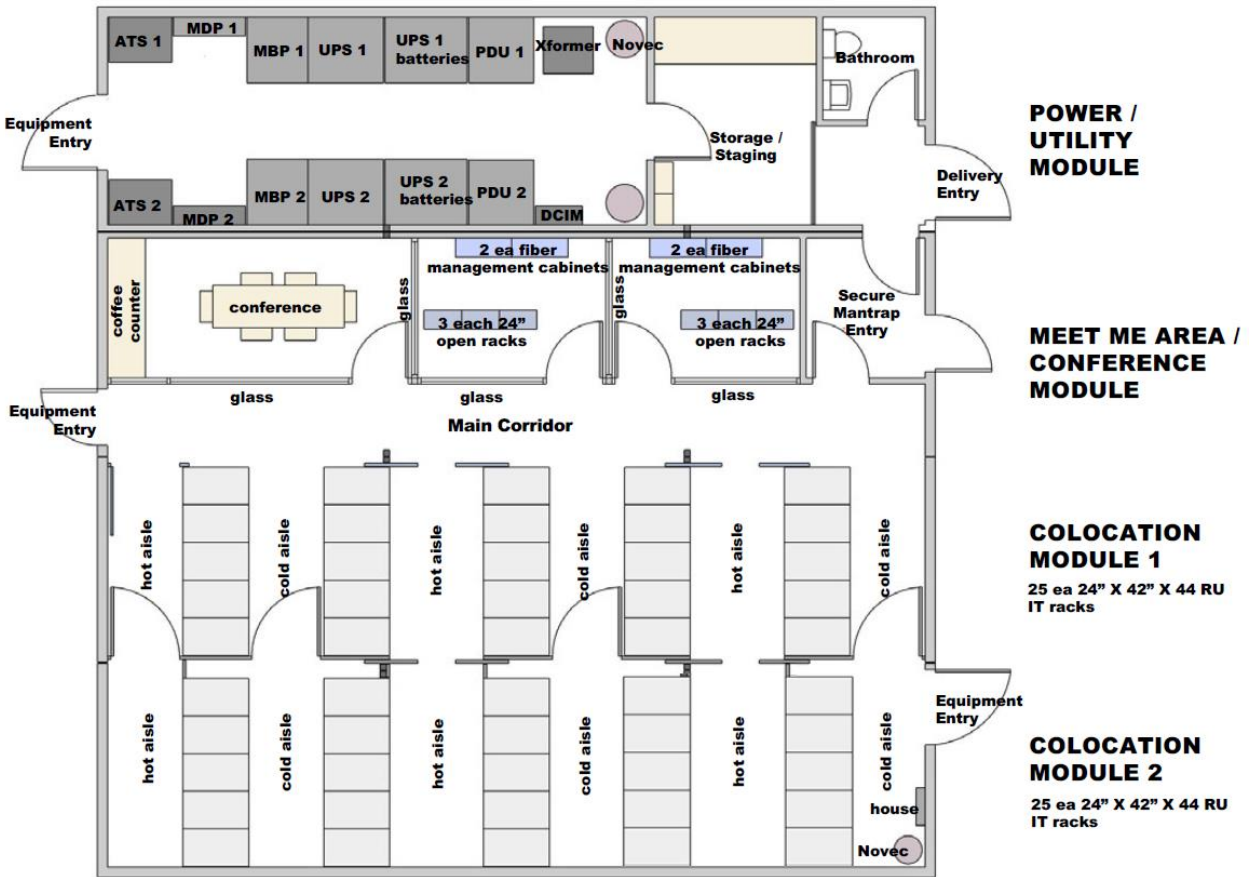 ATS 1
MDP 1
MBP 1
UPS 1
UPS 1
batteries
PDU 1
Xformer
Novec
Bathroom
Equipment
Entry
Storage /
Staging
POWER /
UTILITY
MODULE
ATS 2
MDP 2
MBP 2
UPS 2
UPS 2
batteries
PDU 2
DCIM
Delivery
Entry
coffee
counter
conference
glass
2 ea fiber
management cabinets
3 each 24”
open racks
glass
2 ea fiber
management cabinets
3 each 24”
open racks
Secure
Mantrap
Entry
MEET ME AREA /
CONFERENCE
MODULE
glass
glass
glass
Equipment
Entry
Main Corridor
hot aisle
cold aisle
hot aisle
cold aisle
hot aisle
cold aisle
COLOCATION
MODULE 1
25 ea 24” X 42” X 44 RU
IT racks
hot aisle
cold aisle
hot aisle
cold aisle
hot aisle
cold aisle
Equipment
Entry
house
Novec
COLOCATION
MODULE 2
25 ea 24” X 42” X 44 RU
IT racks